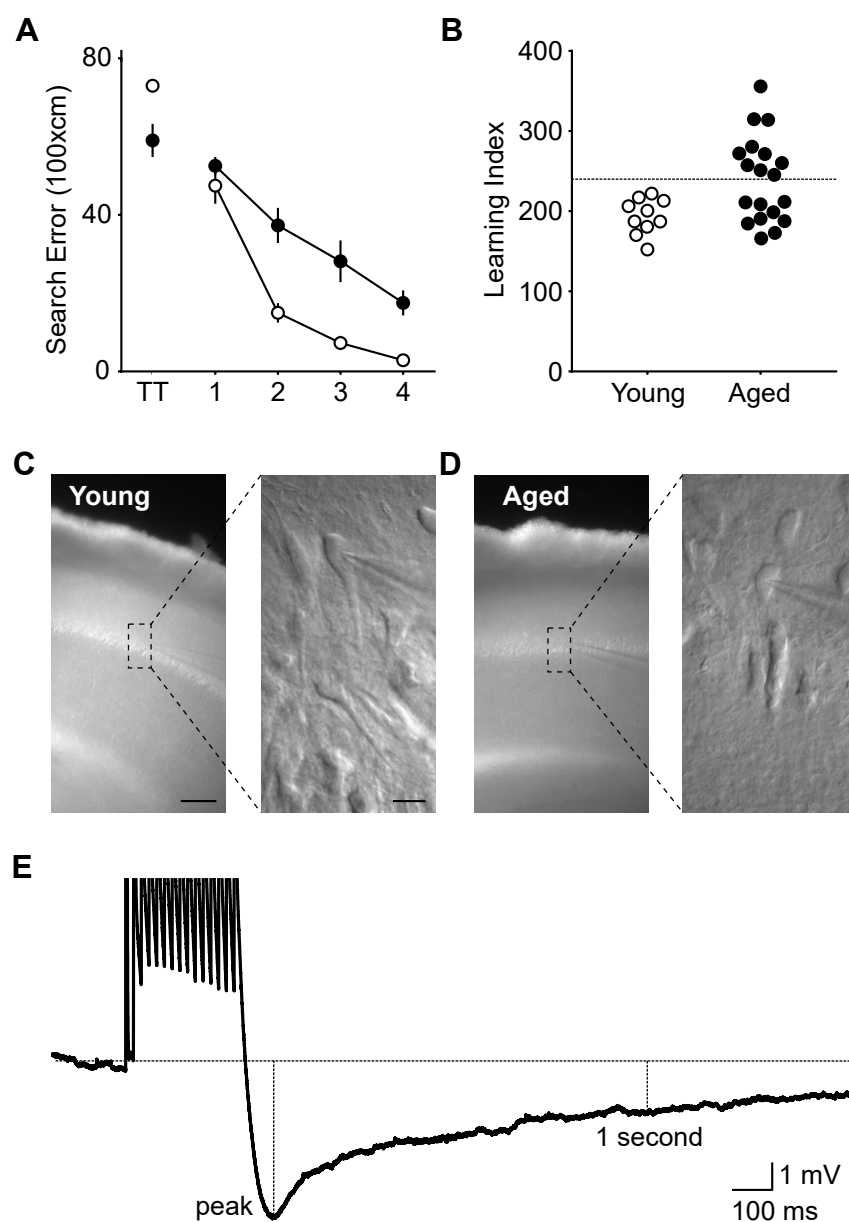 A
80
40
0
Search Error (100xcm)
TT 1 2 3 4
B
400
300
200
100
0
Learning Index
Young Aged
C
Young
D
Aged
E
peak
1 second
1 mV
100 ms